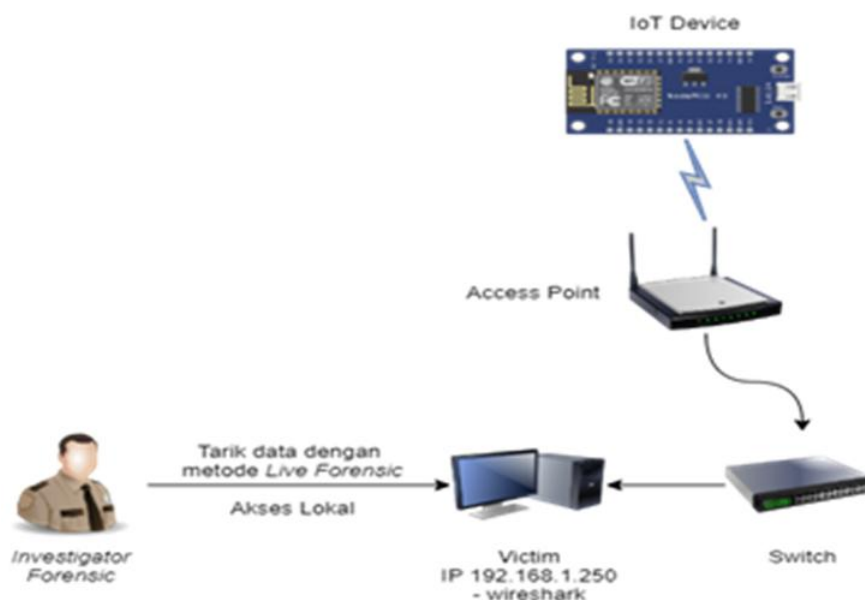 IoT Device
Access Point
Tarik data dengan
metode Live Forensic
Akses Lokal
Investigator
Forensic
Victim
IP 192.168.1.250
- wireshark
Switch